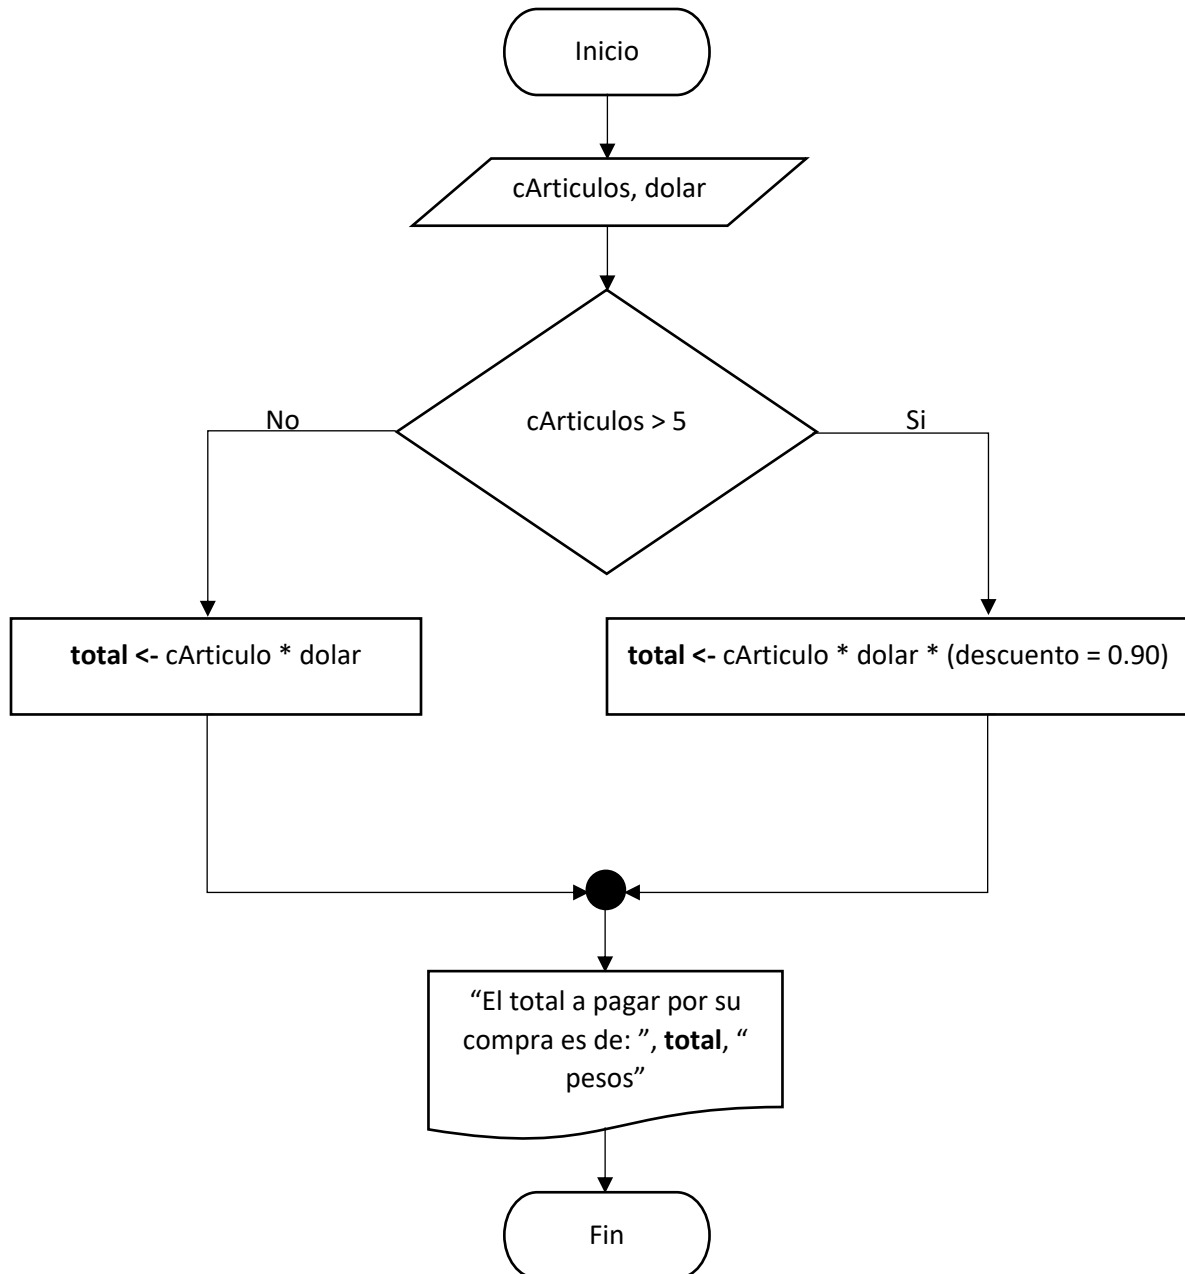 Inicio
cArticulos, dolar
cArticulos > 5
No
Si
total <- cArticulo * dolar
total <- cArticulo * dolar * (descuento = 0.90)
“El total a pagar por su
compra es de: ”, total, “
pesos”
Fin